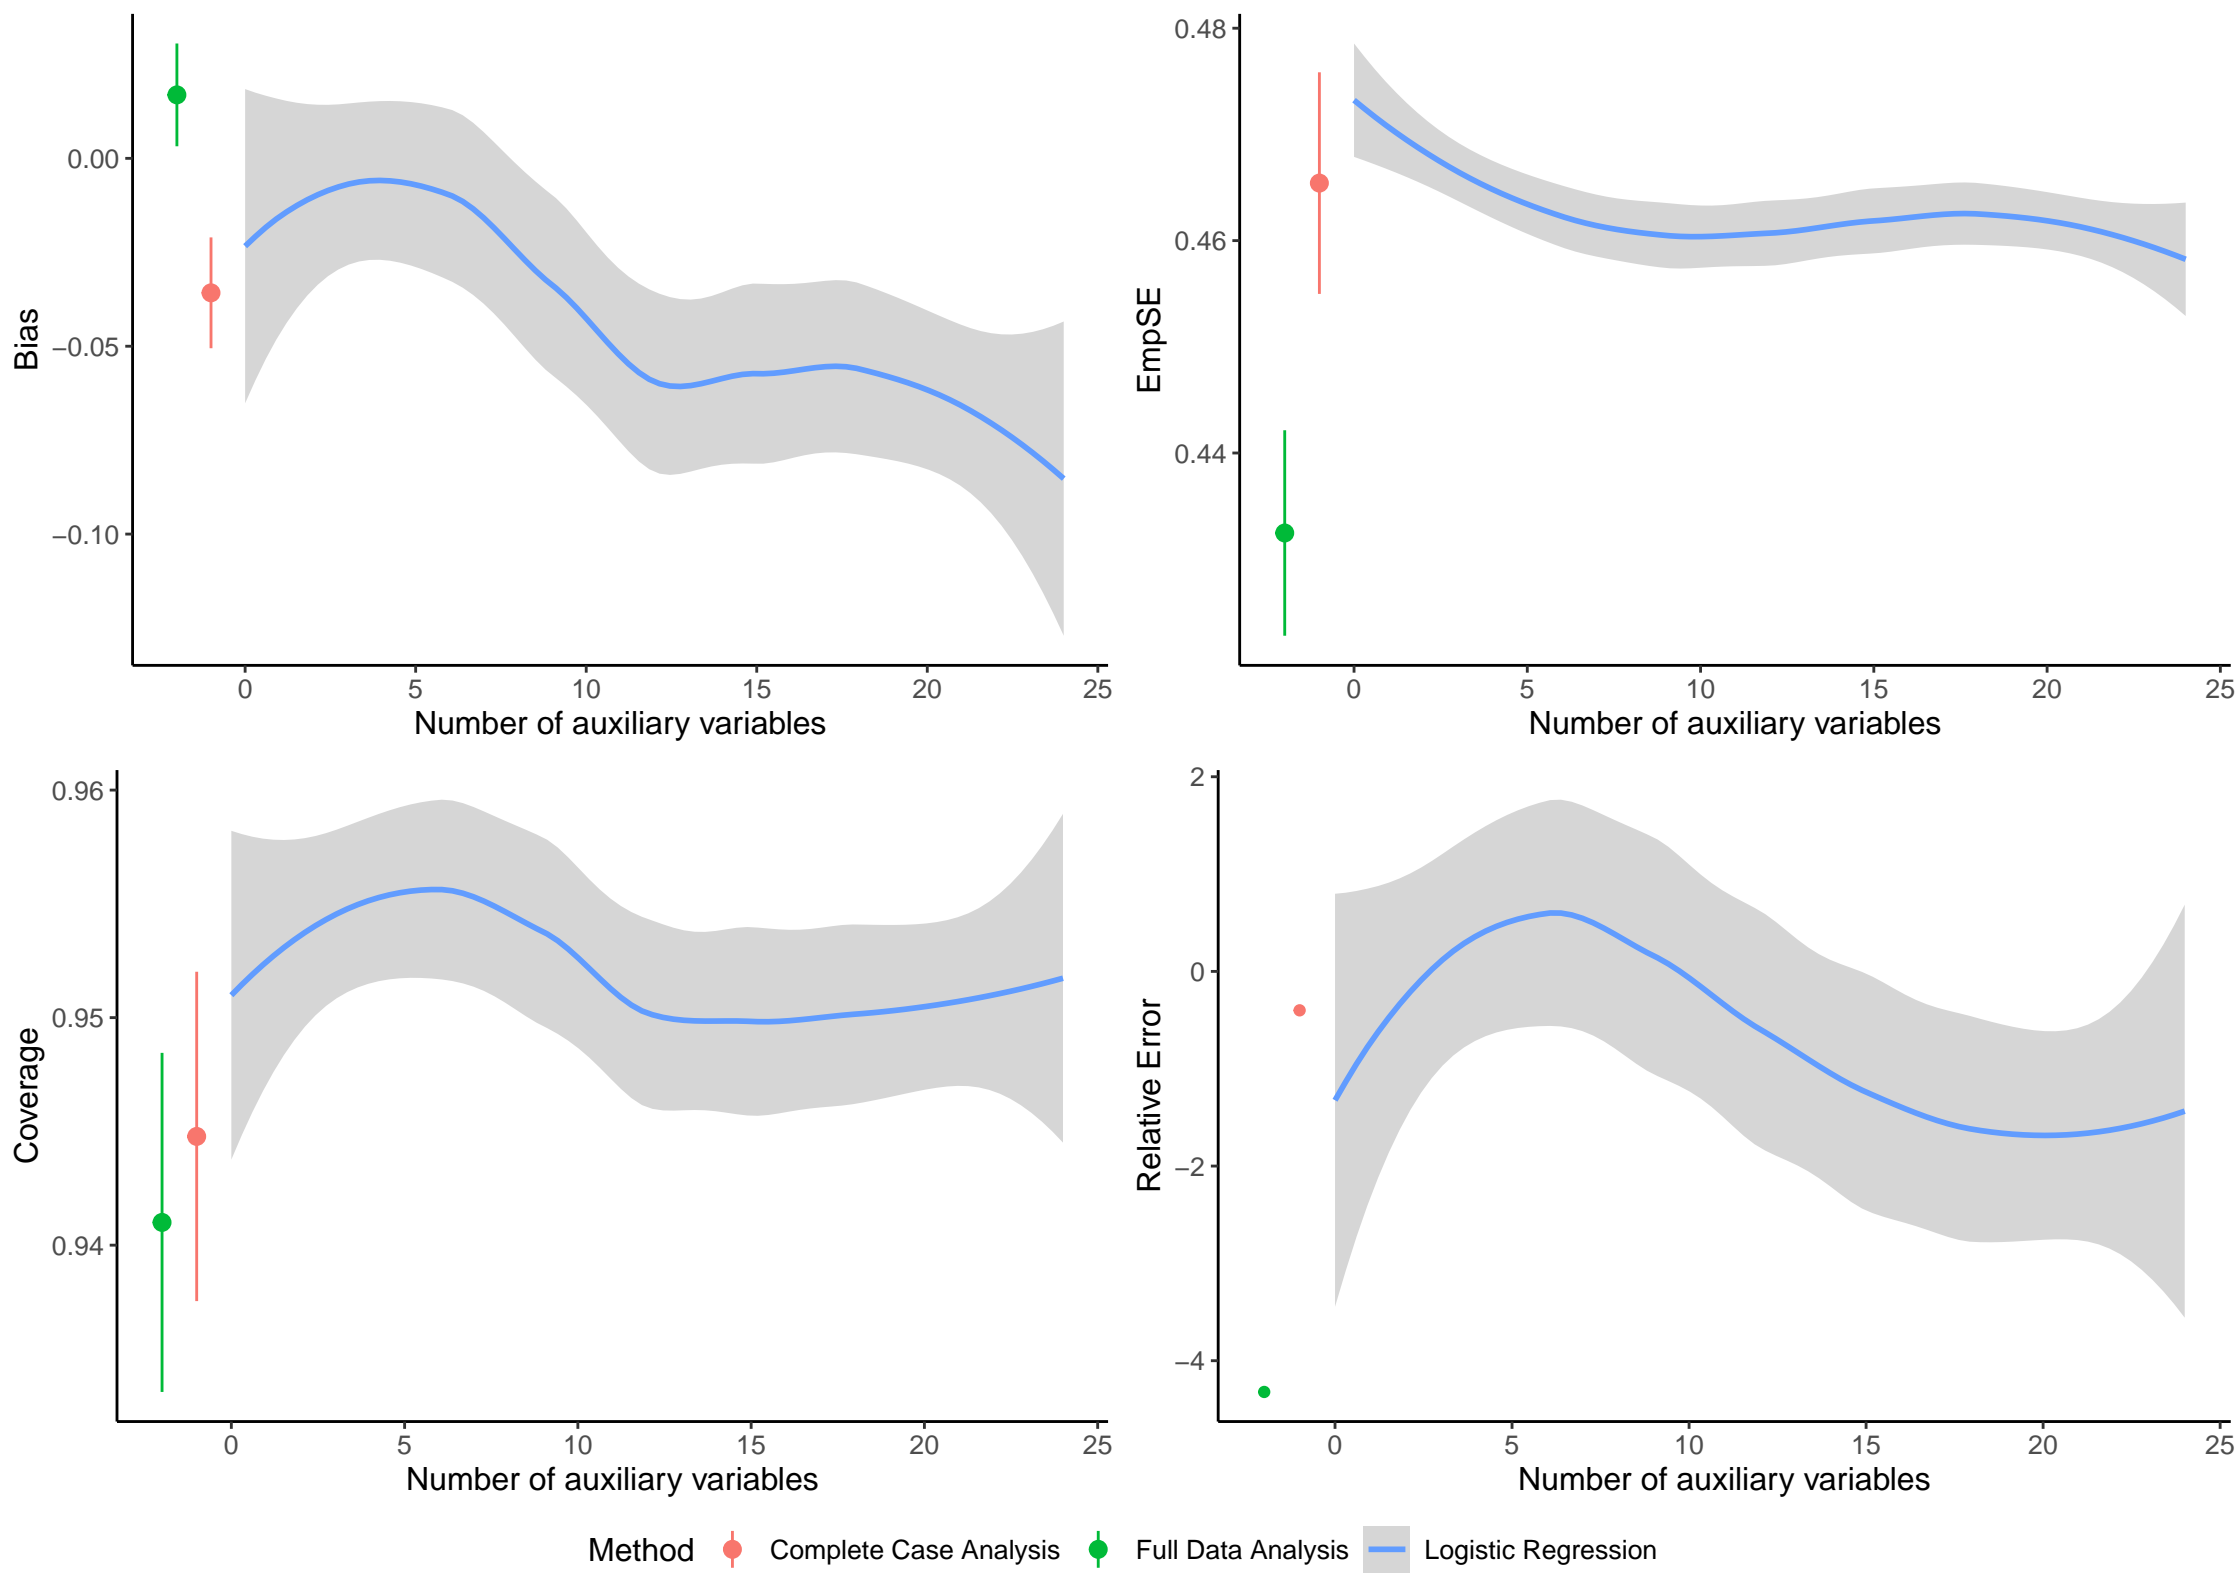 0.00
−0.05
−0.10
Bias
0 5 10 15 20 25
Number of auxiliary variables
0.48
0.46
0.44
EmpSE
0 5 10 15 20 25
Number of auxiliary variables
0.96
0.95
0.94
Coverage
0 5 10 15 20 25
Number of auxiliary variables
2
0
−2
−4
Relative Error
0 5 10 15 20 25
Number of auxiliary variables
Method Complete Case Analysis Full Data Analysis Logistic Regression